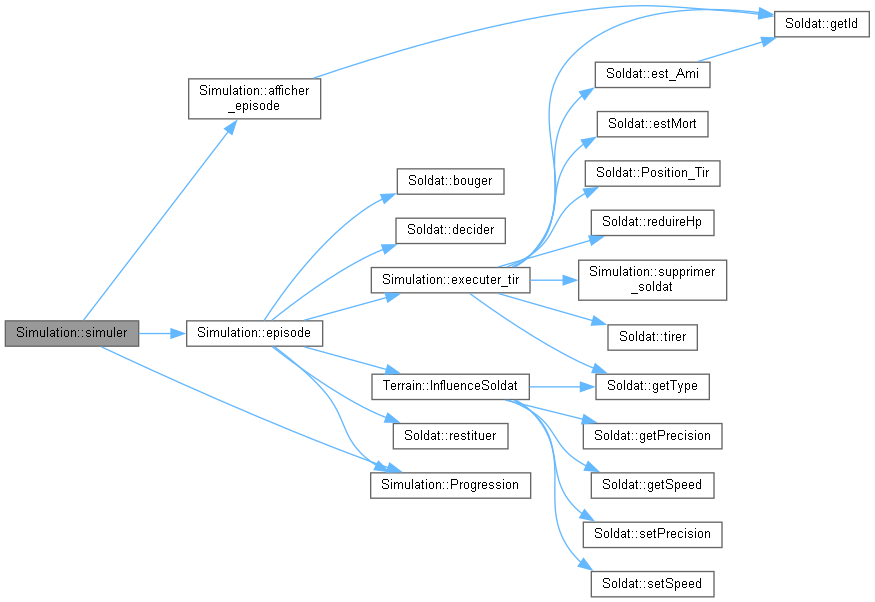 Soldat::getId
Soldat::est_Ami
Simulation::afficher
_episode
Soldat::estMort
Soldat::Position_Tir
Soldat::bouger
Soldat::reduireHp
Soldat::decider
Simulation::executer_tir
Simulation::supprimer
_soldat
Simulation::simuler
Simulation::episode
Soldat::tirer
Terrain::InfluenceSoldat
Soldat::getType
Soldat::restituer
Soldat::getPrecision
Simulation::Progression
Soldat::getSpeed
Soldat::setPrecision
Soldat::setSpeed